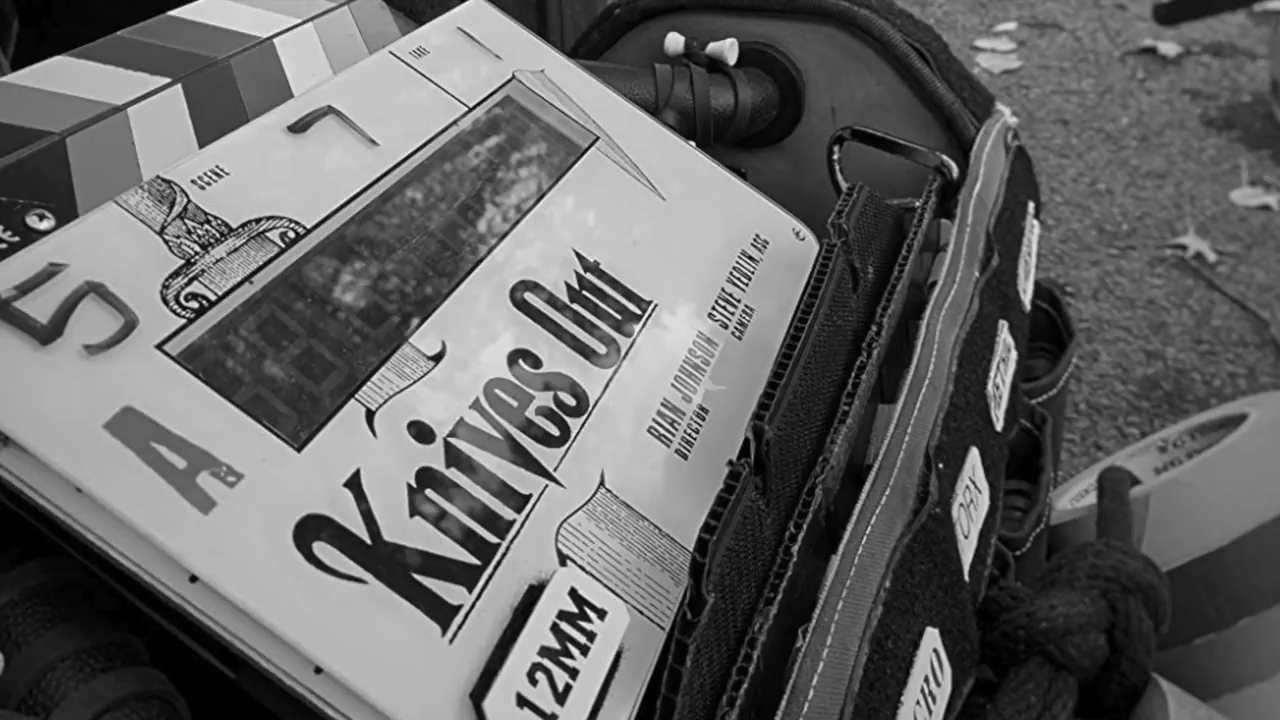 TAKE
SCENE
7
5
A
Knives Out
RIAN JOHNSON
DIRECTOR
STEVE YEDLIN, ASC
CAMERA
12MM